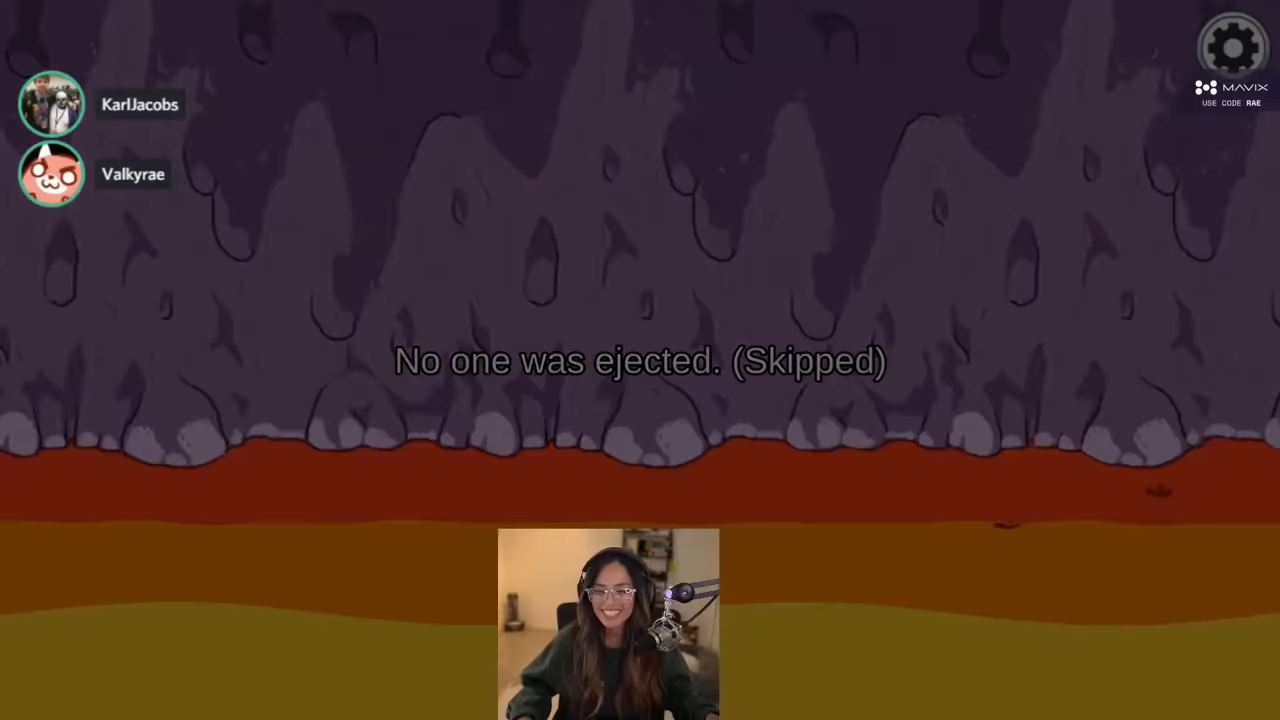 KarlJacobs
Valkyrae
MAVIX
USE CODE RAE
No one was ejected. (Skipped)